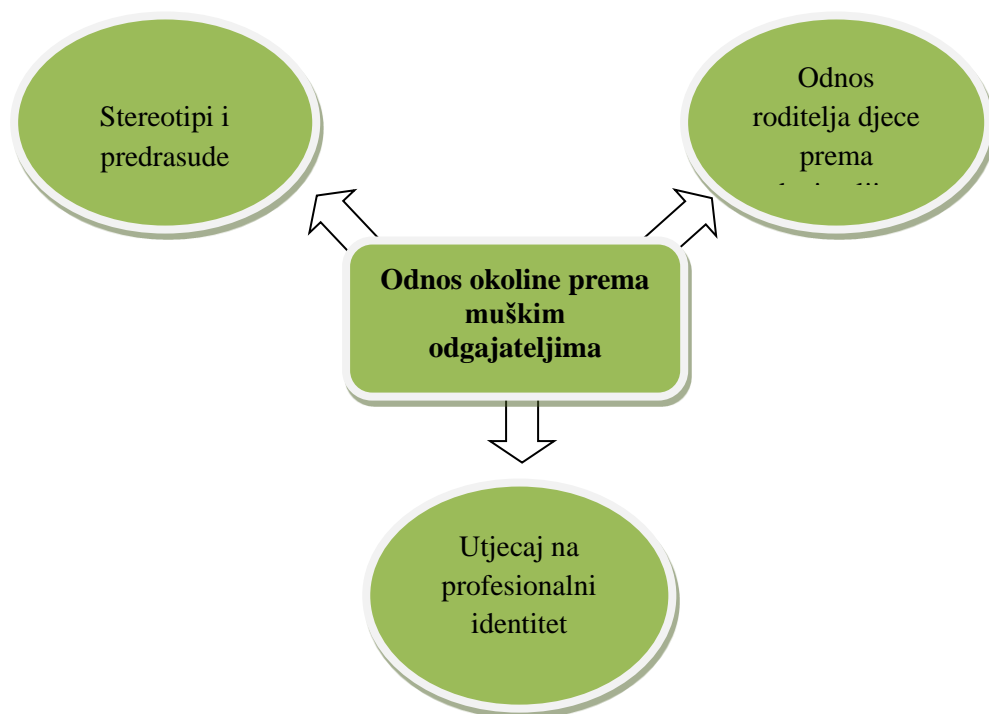 Stereotipi i
predrasude
Odnos
roditelja djece
prema
Odnos okoline prema
muškim
odgajateljima
Utjecaj na
profesionalni
identitet